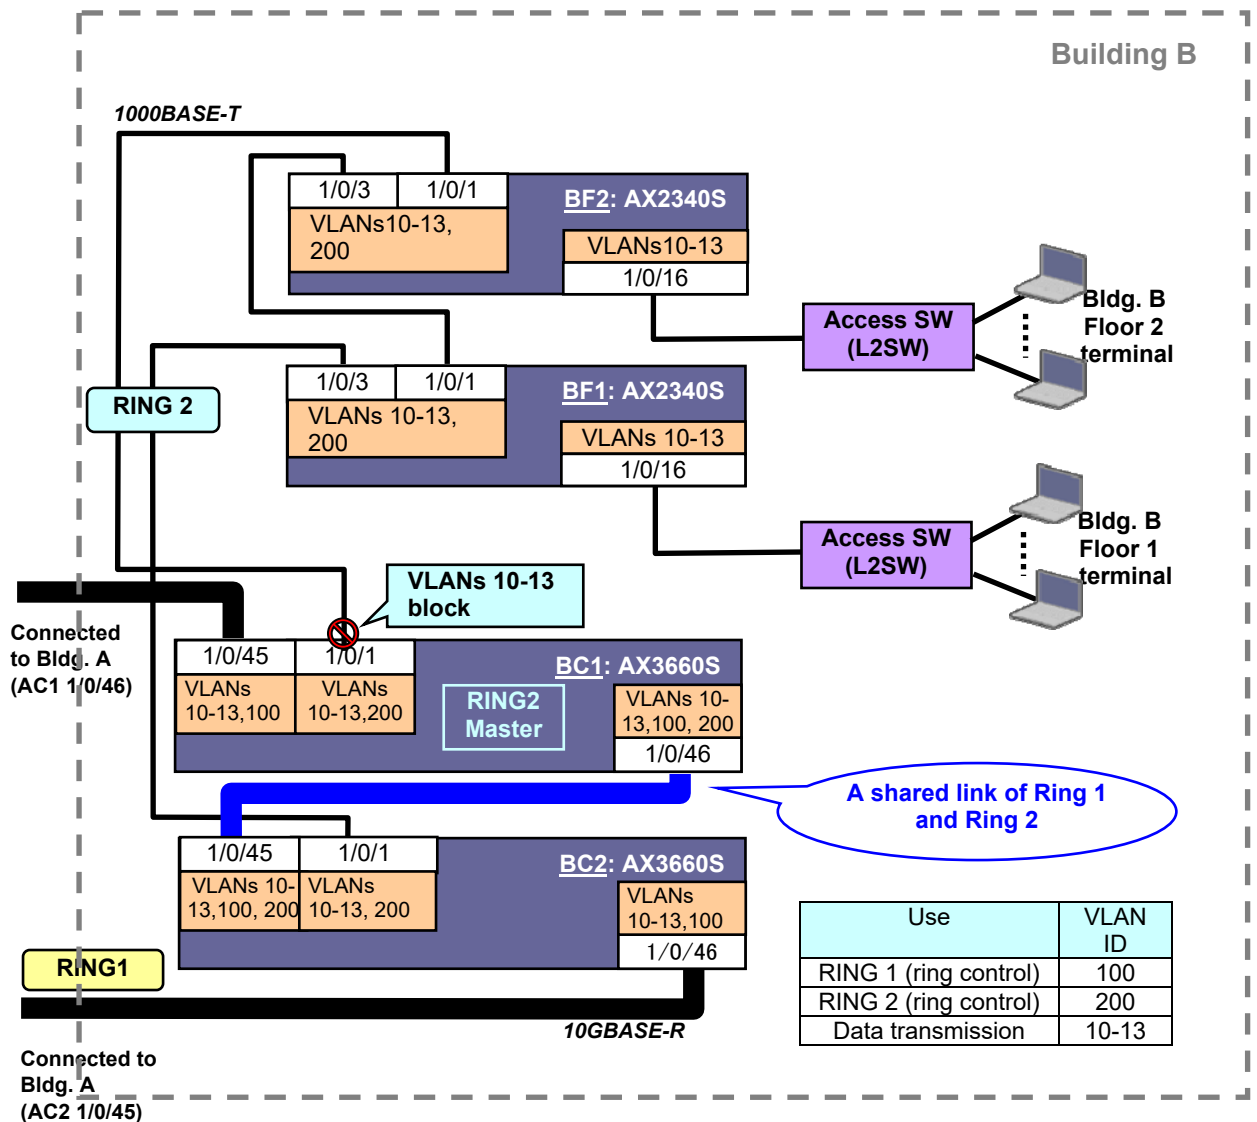 Building B
1000BASE-T
1/0/3
1/0/1
BF2: AX2340S
VLANs10-13,
200
VLANs10-13
1/0/16
Access SW
(L2SW)
Bldg. B
Floor 2
terminal
1/0/3
1/0/1
BF1: AX2340S
VLANs 10-13,
200
VLANs 10-13
1/0/16
RING 2
Access SW
(L2SW)
Bldg. B
Floor 1
terminal
VLANs 10-13
block
Connected
to Bldg. A
(AC1 1/0/46)
1/0/45
1/0/1
BC1: AX3660S
VLANs
10-13,100
VLANs
10-13,200
RING2
Master
VLANs 10-
13,100, 200
1/0/46
A shared link of Ring 1
and Ring 2
1/0/45
1/0/1
BC2: AX3660S
VLANs 10-
13,100, 200
VLANs
10-13, 200
VLANs
10-13,100
1/0/46
RING1
10GBASE-R
Connected to
Bldg. A
(AC2 1/0/45)
Use VLAN
ID
RING 1 (ring control) 100
RING 2 (ring control) 200
Data transmission 10-13